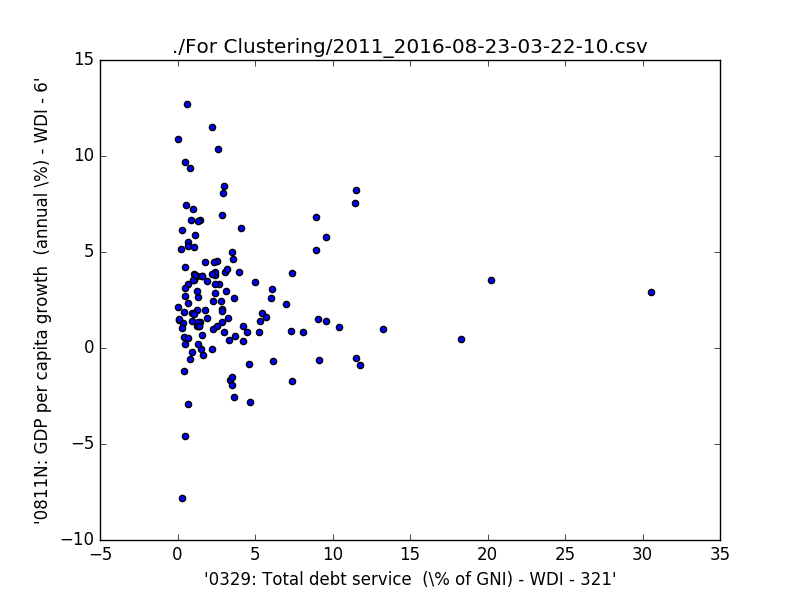 ./For Clustering/2011_2016-08-23-03-22-10.csv
15
10
5
0
−5
−10
'0811N: GDP per capita growth  (annual \%) - WDI - 6'
−5 0 5 10 15 20 25 30 35
'0329: Total debt service  (\% of GNI) - WDI - 321'